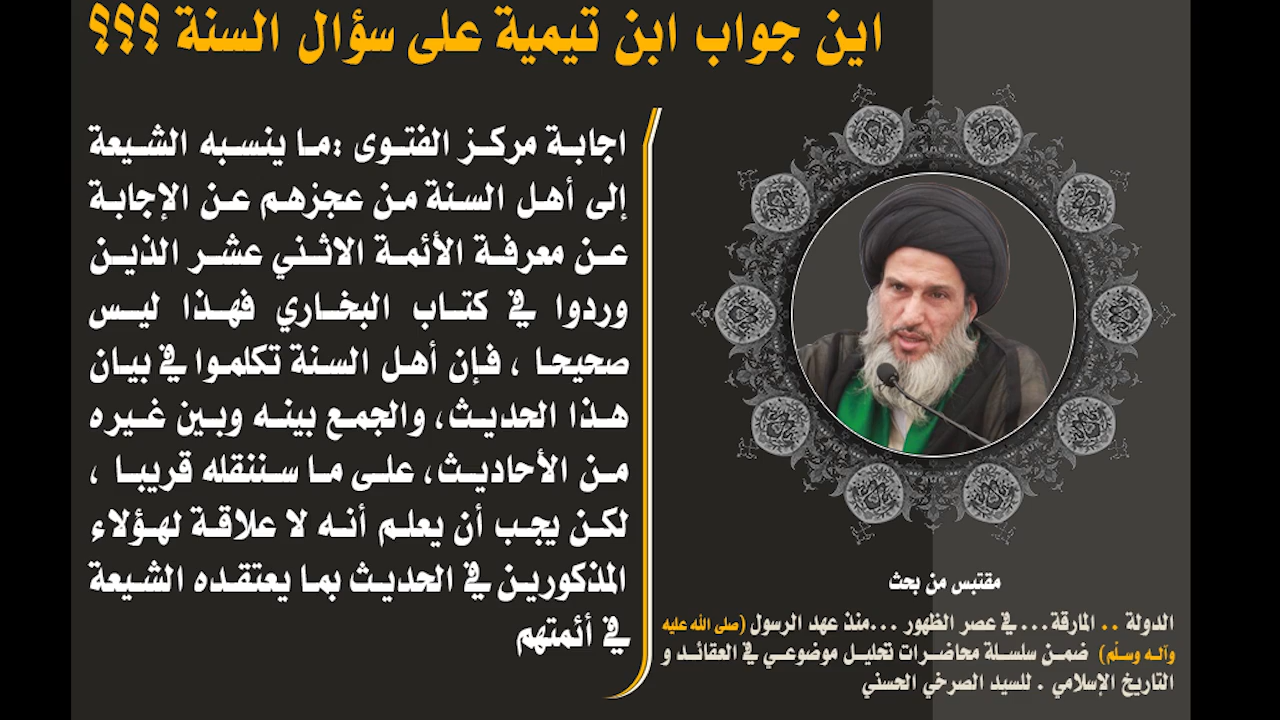 اين جواب ابن تيمية على سؤال السنة ؟؟؟
اجابة مركز الفتوى :ما ينسبه الشيعة
إلى أهل السنة من عجزهم عن الإجابة
عن معرفة الأئمة الاثني عشر الذين
وردوا في كتاب البخاري فهذا ليس
صحيحا ، فإن أهل السنة تكلموا في بيان
هذا الحديث، والجمع بينه وبين غيره
من الأحاديث، على ما سننقله قريبا ،
لكن يجب أن يعلم أنه لا علاقة لهؤلاء
المذكورين في الحديث بما يعتقده الشيعة
في أئمتهم
مقتبس من بحث
الدولة .. المارقة...في عصر الظهور ...منذ عهد الرسول (صلى الله عليه
وآله وسلّم) ضمن سلسلة محاضرات تحليل موضوعي في العقائد و
التاريخ الإسلامي . للسيد الصرخي الحسني